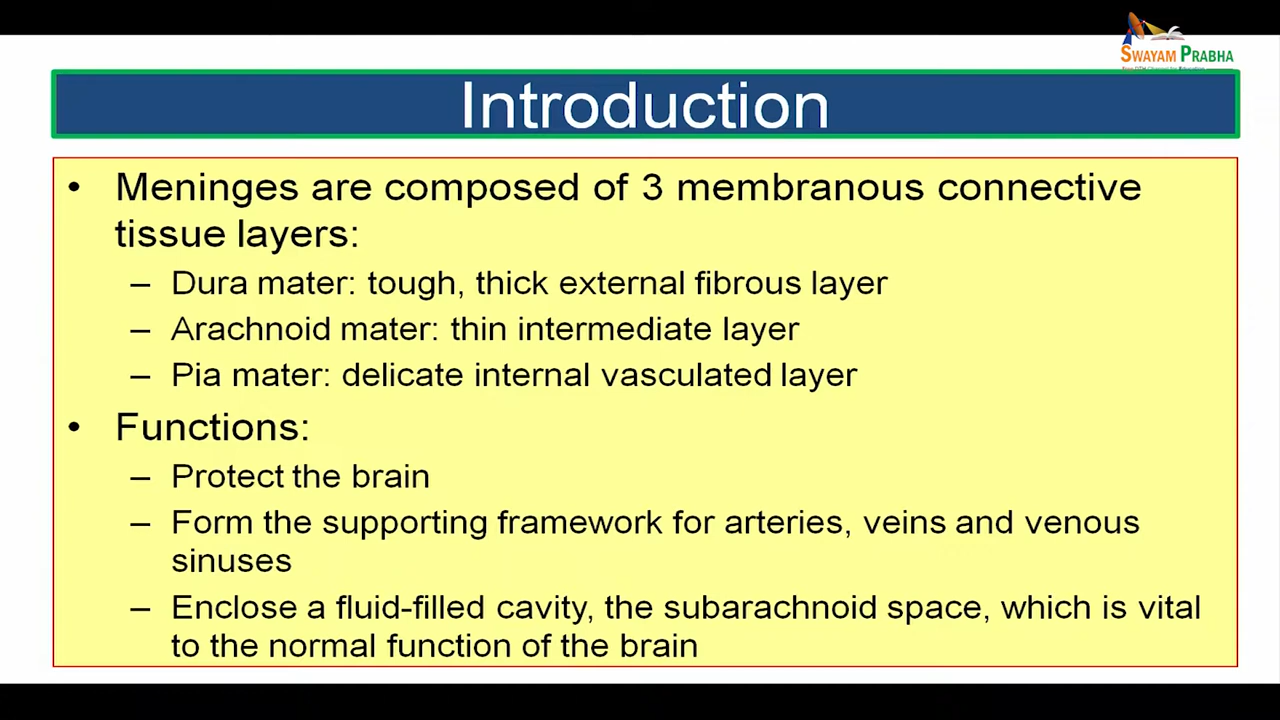 SWAYAM PRABHA
Introduction
• Meninges are composed of 3 membranous connective
tissue layers:
– Dura mater: tough, thick external fibrous layer
– Arachnoid mater: thin intermediate layer
– Pia mater: delicate internal vasculated layer
• Functions:
– Protect the brain
– Form the supporting framework for arteries, veins and venous
sinuses
– Enclose a fluid-filled cavity, the subarachnoid space, which is vital
to the normal function of the brain